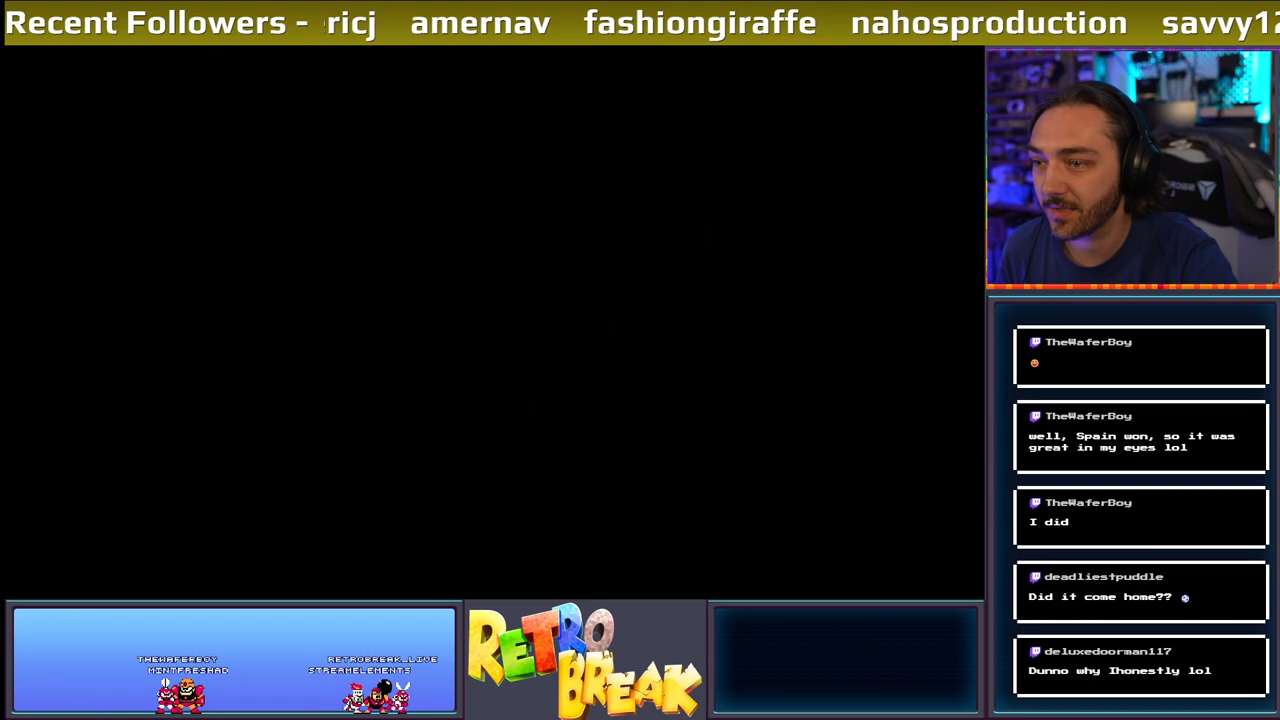 Recent Followers - ricj amernav fashiongiraffe nahosproduction savvy12
TheWaferBoy
TheWaferBoy
well, Spain won, so it was
great in my eyes lol
TheWaferBoy
I did
deadliestpuddle
Did it come home??
deluxedoorman117
Dunno why Ihonestly lol
THEWAFERBOY
MINTFRESHAD
RETROBREAK_LIVE
STREAMELEMENTS
RETRO
BREAK